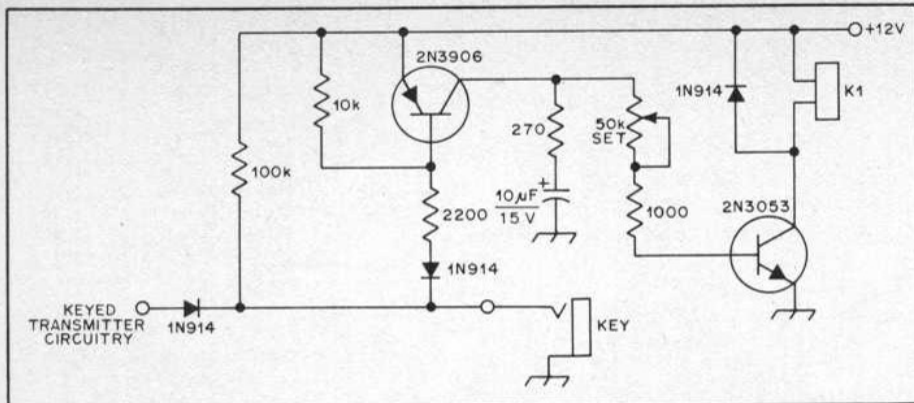 +12V
2N3906
1N914
K1
10k
270
50k
SET
100k
2200
10μF
15V
+
1000
2N3053
1N914
KEYED
TRANSMITTER
CIRCUITRY
1N914
KEY